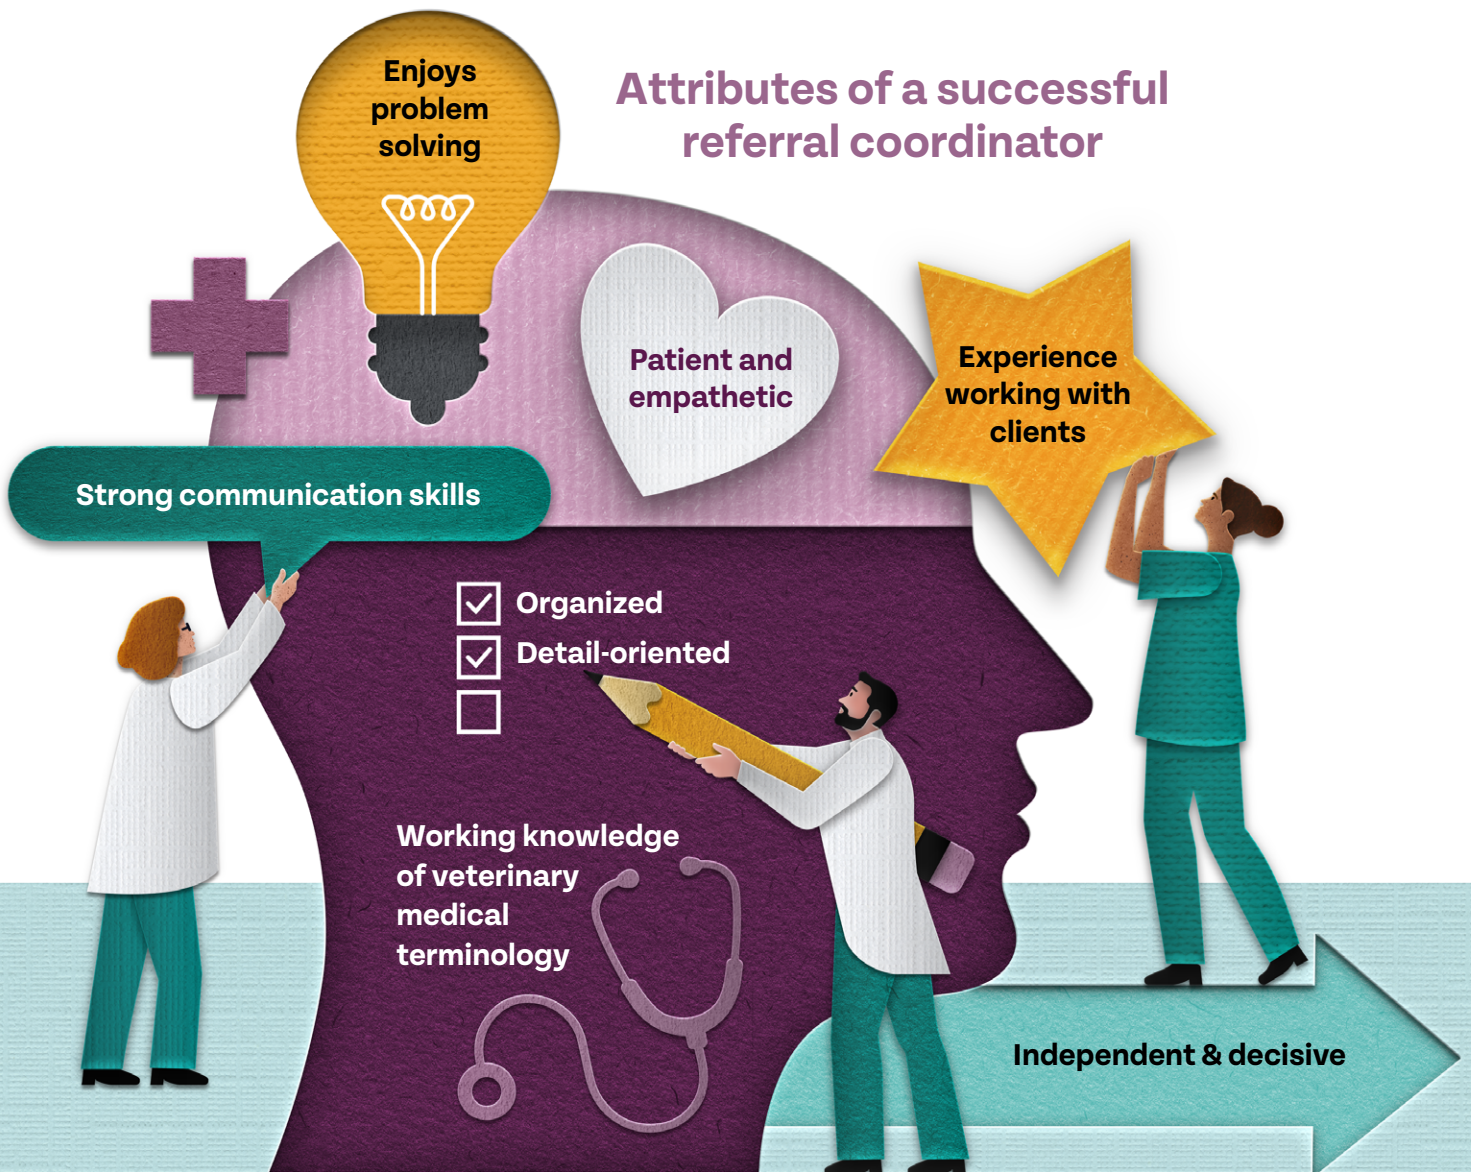 Enjoys
problem
solving
Attributes of a successful
referral coordinator
Patient and
empathetic
Experience
working with
clients
Strong communication skills
Organized
Detail-oriented
Working knowledge
of veterinary
medical
terminology
Independent & decisive